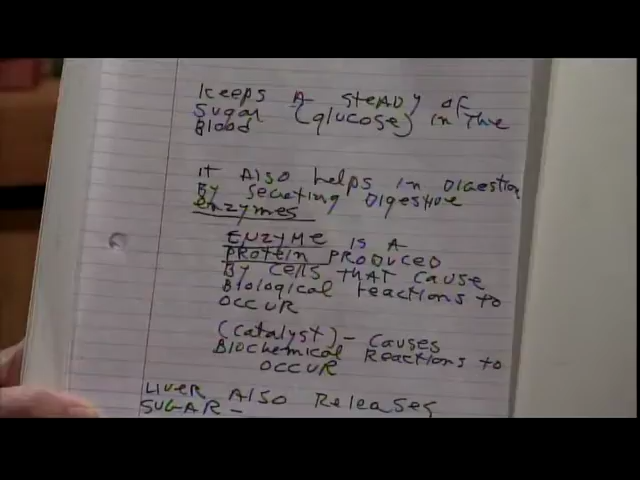 Keeps A STEADY of
Sugar (glucose) in the
Blood
it Also helps in Digestion
By Secreting Digestive
enzymes
ENZYME is A
PROTEIN PRODUCED
By Cells THAT CAUSE
Biological reactions to
OCCUR
(Catalyst) - CAUSES
Biochemical Reactions to
OCCUR
LIVER Also Releases
SUGAR -